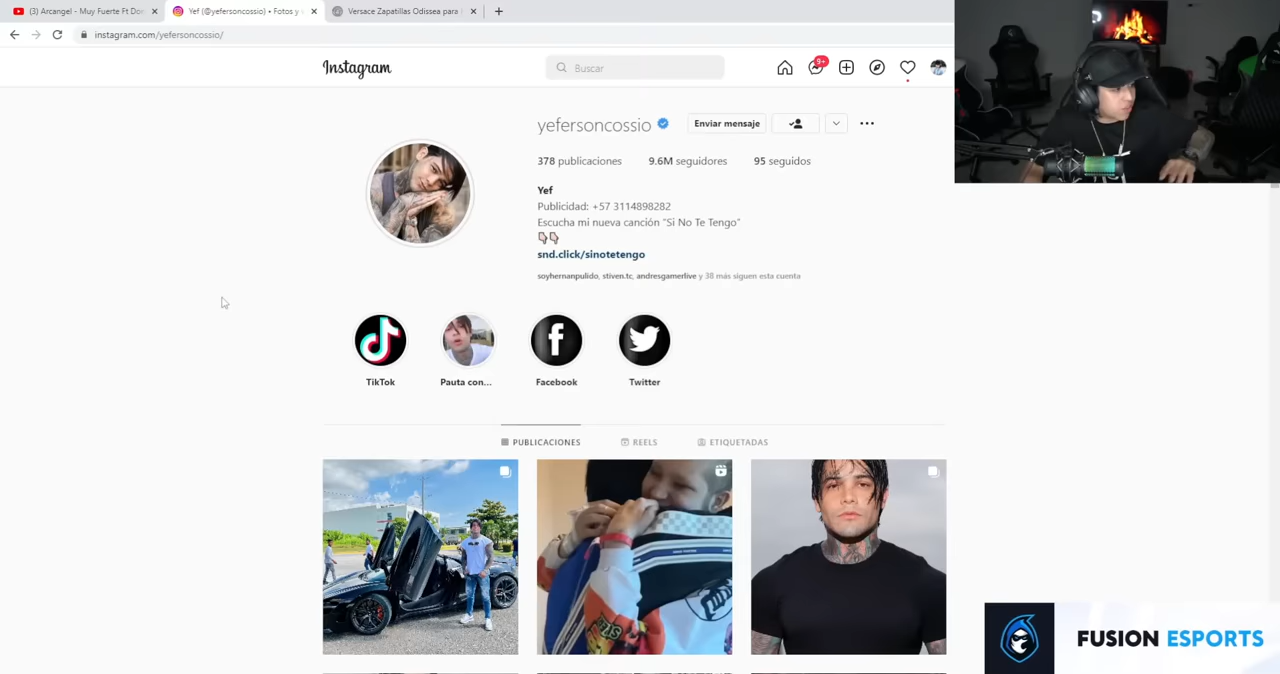 (3) Arcangel - Muy Fuerte Ft Do
Yef (@yefersoncossio) • Fotos y
Versace Zapatillas Odissea para
instagram.com/yefersoncossio/
Instagram
Buscar
9+
yefersoncossio
Enviar mensaje
378 publicaciones 9.6M seguidores 95 seguidos
Yef
Publicidad: +57 3114898282
Escucha mi nueva canción "Si No Te Tengo"
👇🏻👇🏻
snd.click/sinotetengo
soyhernanpulido, stiven.tc, andresgamerlive y 38 más siguen esta cuenta
TikTok
Pauta con...
Facebook
Twitter
PUBLICACIONES
REELS
ETIQUETADAS
FUSION ESPORTS